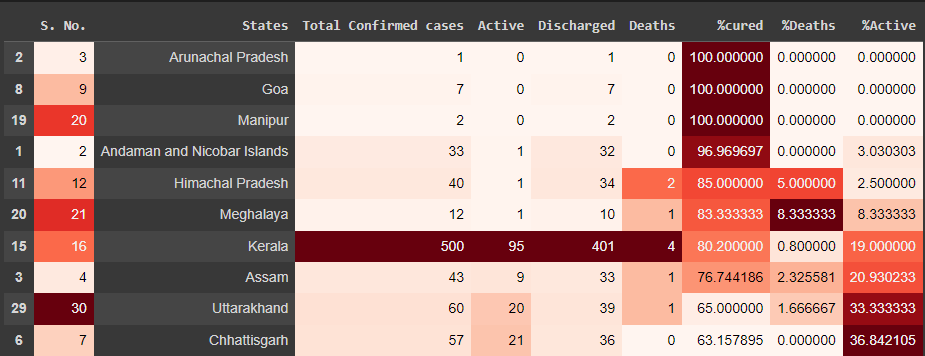 S. No. States Total Confirmed cases Active Discharged Deaths %cured %Deaths %Active
2 3 Arunachal Pradesh 1 0 1 0 100.000000 0.000000 0.000000
8 9 Goa 7 0 7 0 100.000000 0.000000 0.000000
19 20 Manipur 2 0 2 0 100.000000 0.000000 0.000000
1 2 Andaman and Nicobar Islands 33 1 32 0 96.969697 0.000000 3.030303
11 12 Himachal Pradesh 40 1 34 2 85.000000 5.000000 2.500000
20 21 Meghalaya 12 1 10 1 83.333333 8.333333 8.333333
15 16 Kerala 500 95 401 4 80.200000 0.800000 19.000000
3 4 Assam 43 9 33 1 76.744186 2.325581 20.930233
29 30 Uttarakhand 60 20 39 1 65.000000 1.666667 33.333333
6 7 Chhattisgarh 57 21 36 0 63.157895 0.000000 36.842105